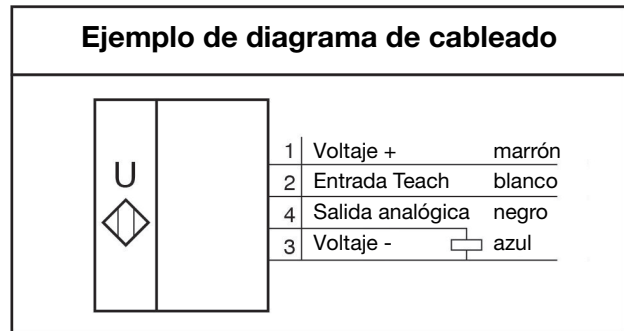 Ejemplo de diagrama de cableado
U
1 Voltaje + marrón
2 Entrada Teach blanco
4 Salida analógica negro
3 Voltaje - azul